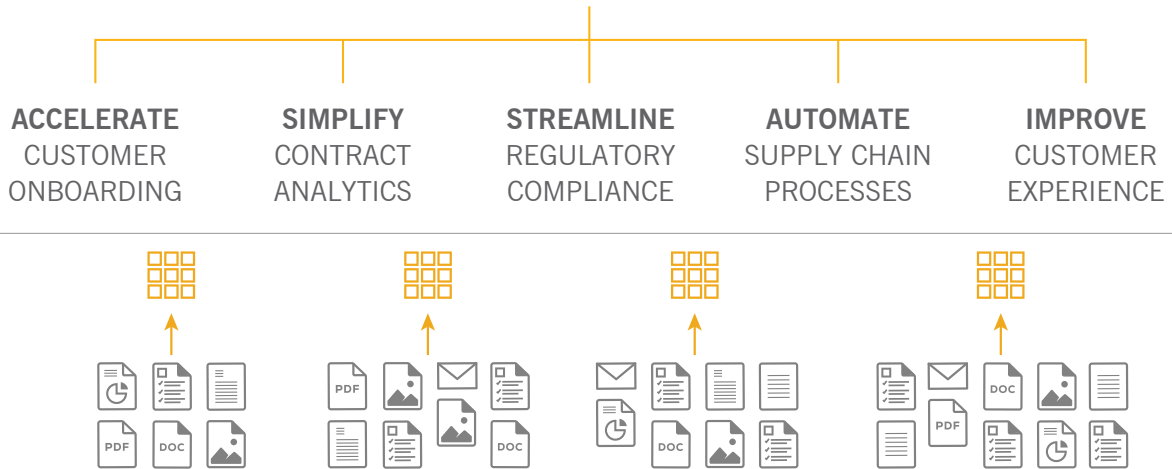 ACCELERATE
CUSTOMER
ONBOARDING
SIMPLIFY
CONTRACT
ANALYTICS
STREAMLINE
REGULATORY
COMPLIANCE
AUTOMATE
SUPPLY CHAIN
PROCESSES
IMPROVE
CUSTOMER
EXPERIENCE
PDF
DOC
PDF
DOC
DOC
DOC
PDF